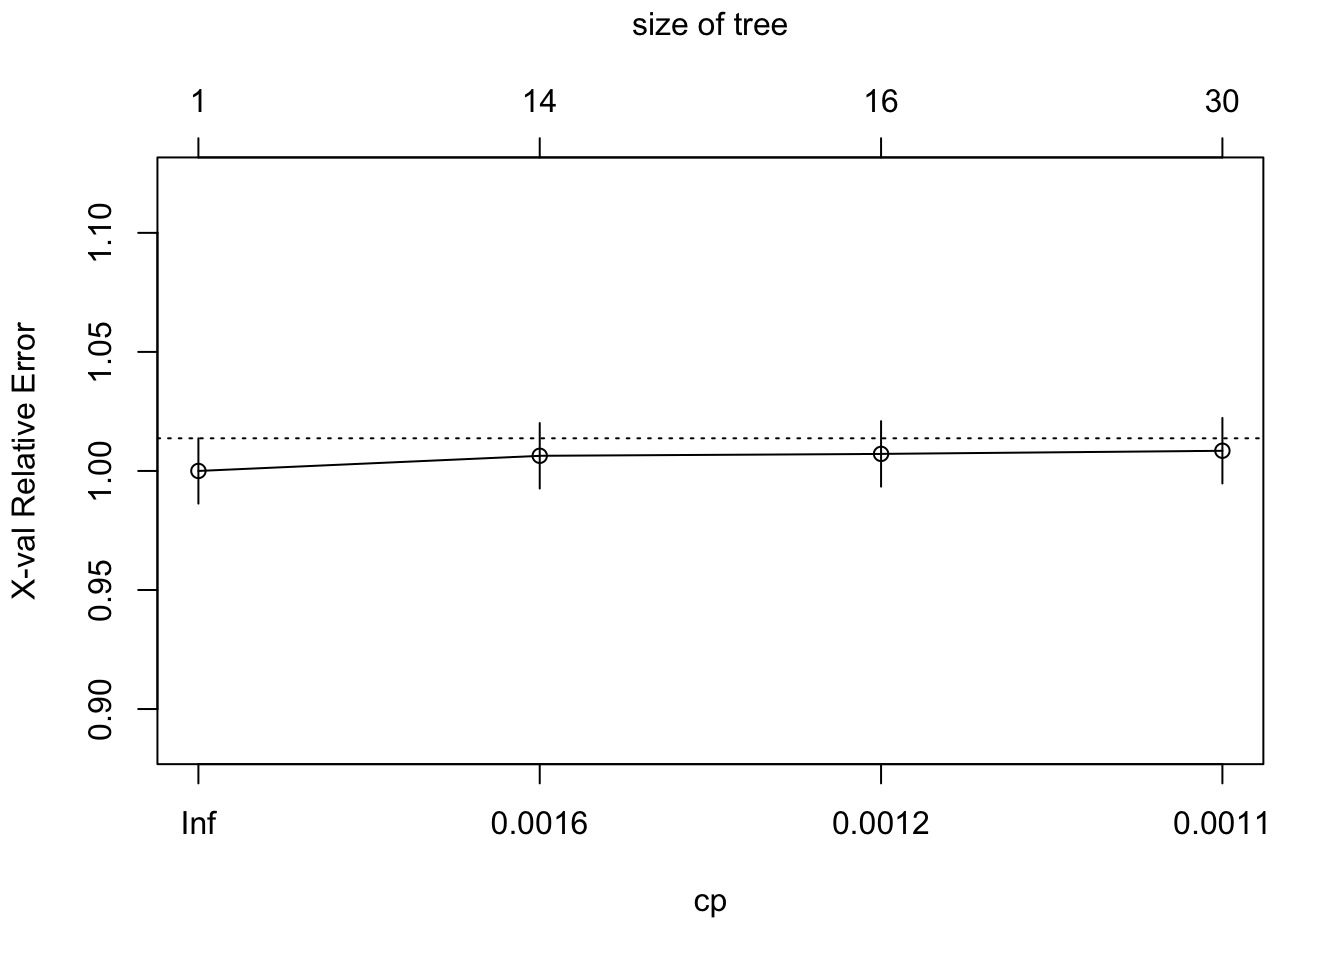 size of tree
1 14 16 30
X-val Relative Error
1.10
1.05
1.00
0.95
0.90
Inf 0.0016 0.0012 0.0011
cp